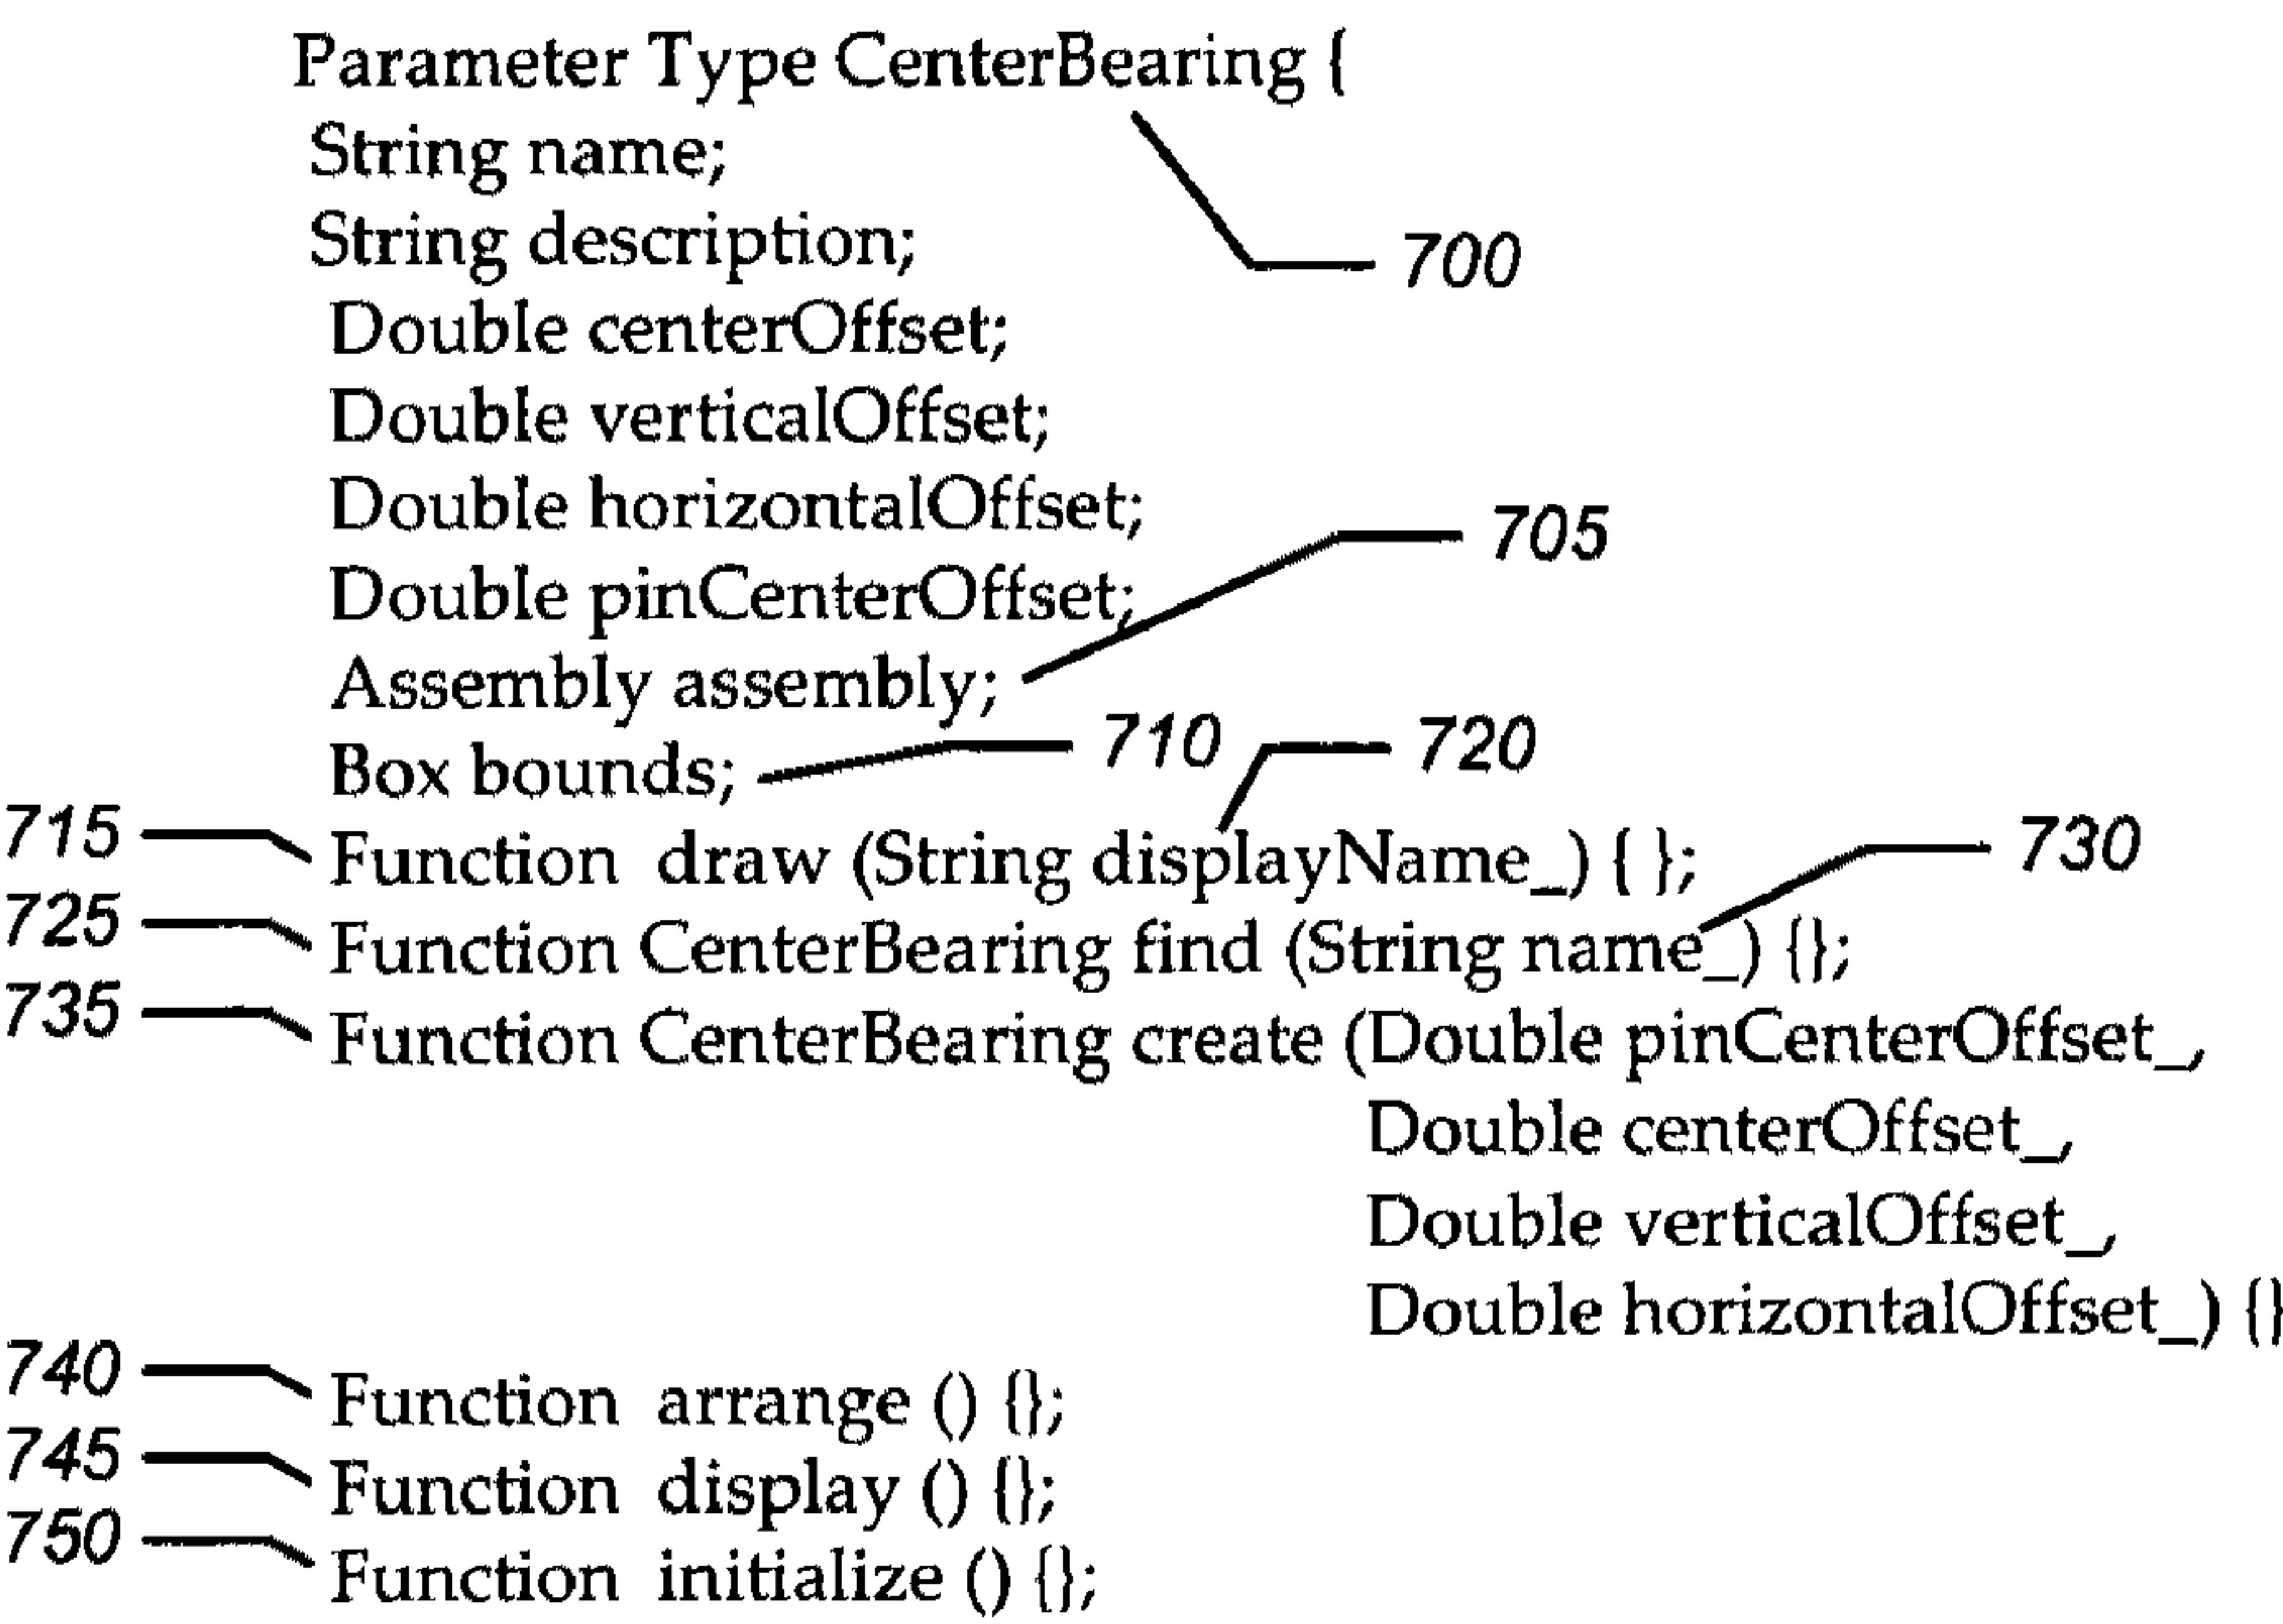 Parameter Type CenterBearing {
String name;
String description;
700
Double centerOffset;
Double verticalOffset;
Double horizontalOffset;
705
Double pinCenterOffset;
Assembly assembly;
710
720
Box bounds;
715
Function draw (String displayName_) { };
730
725
Function CenterBearing find (String name_) {};
735
Function CenterBearing create (Double pinCenterOffset_,
Double centerOffset_,
Double verticalOffset_,
Double horizontalOffset_) {}
740
Function arrange () {};
745
Function display () {};
750
Function initialize () {};